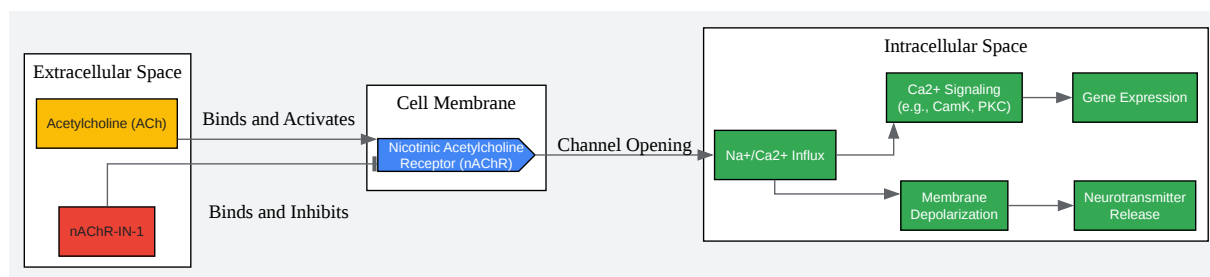 Extracellular Space
Acetylcholine (ACh)
nAChR-IN-1
Binds and Activates
Binds and Inhibits
Cell Membrane
Nicotinic Acetylcholine
Receptor (nAChR)
Channel Opening
Intracellular Space
Na+/Ca2+ Influx
Ca2+ Signaling
(e.g., CamK, PKC)
Gene Expression
Membrane
Depolarization
Neurotransmitter
Release